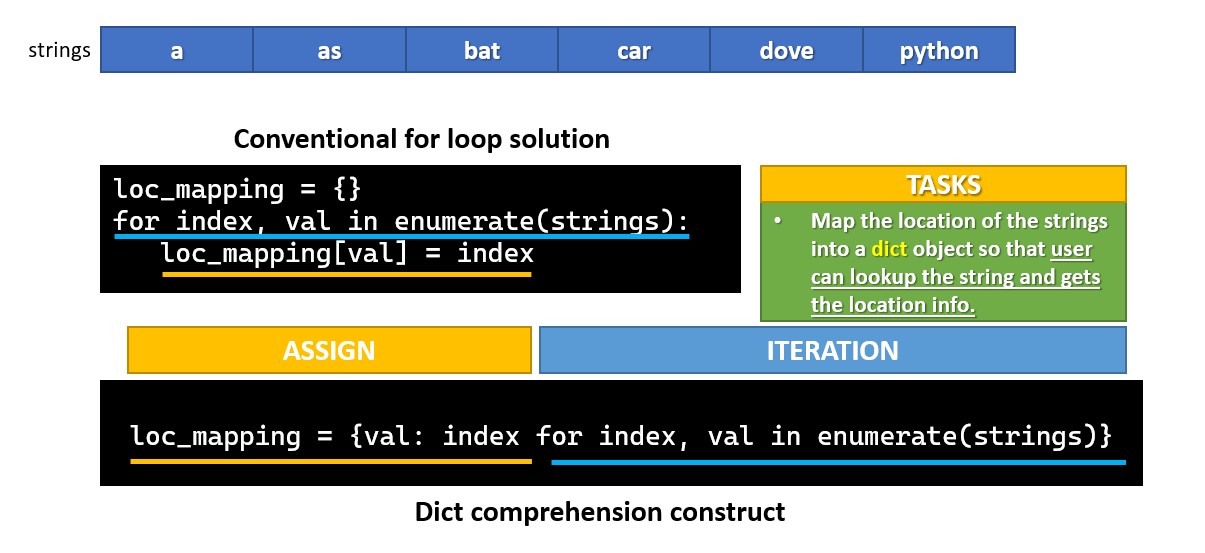 strings a as bat car dove python
Conventional for loop solution
loc_mapping = {}
for index, val in enumerate(strings):
    loc_mapping[val] = index
TASKS
• Map the location of the strings
into a dict object so that user
can lookup the string and gets
the location info.
ASSIGN ITERATION
loc_mapping = {val: index for index, val in enumerate(strings)}
Dict comprehension construct